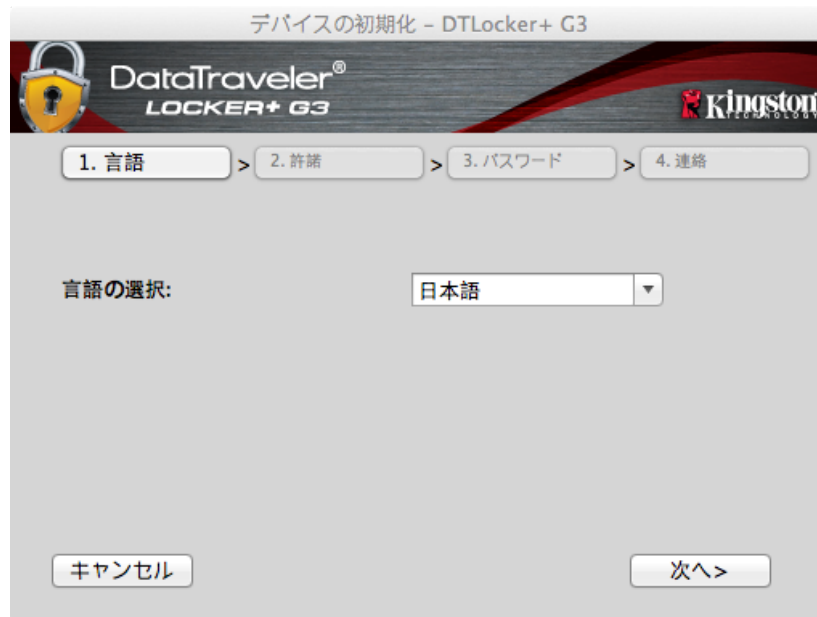 デバイスの初期化 – DTLocker+ G3
DataTraveler®
LOCKER+ G3
Kingston
TECHNOLOGY
1. 言語 > 2. 許諾 > 3. パスワード > 4. 連絡
言語の選択: 日本語
キャンセル 次へ>